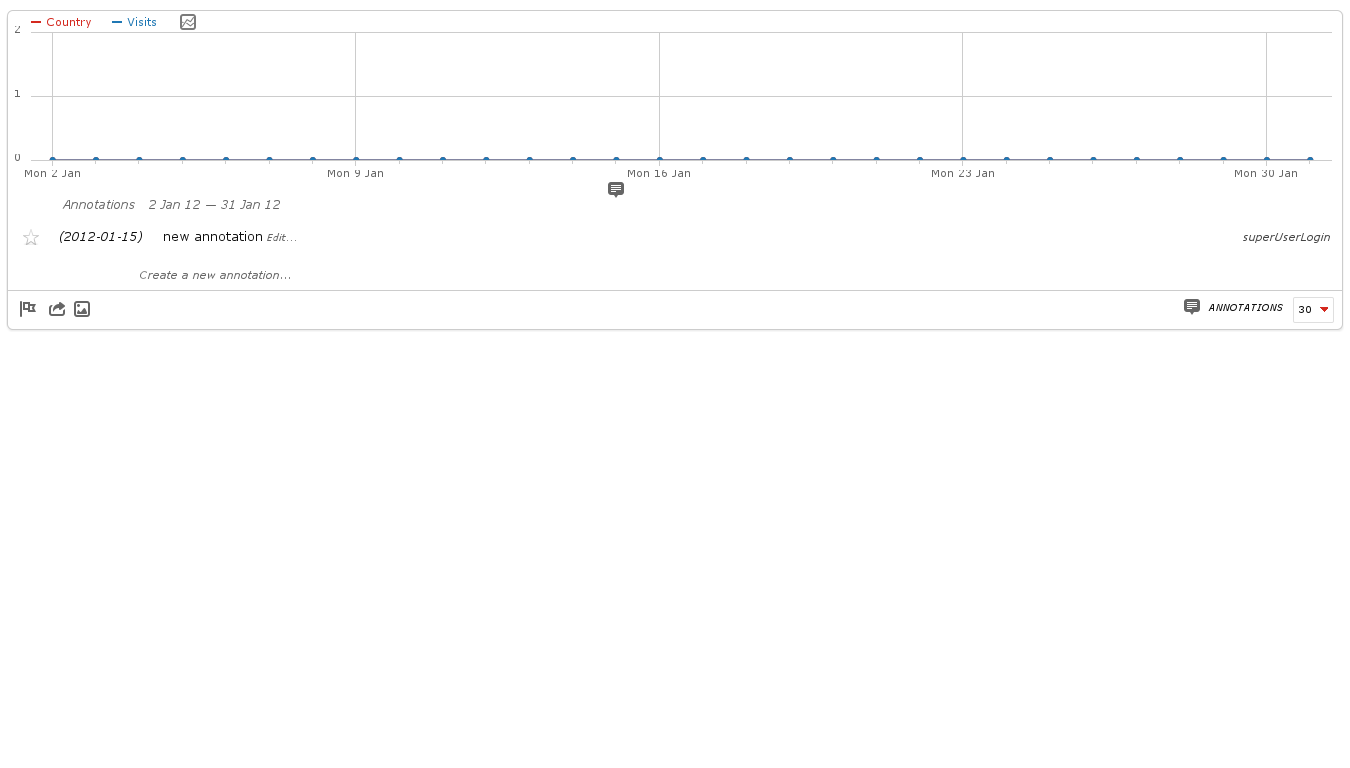 Country Visits
2
1
0
Mon 2 Jan Mon 9 Jan Mon 16 Jan Mon 23 Jan Mon 30 Jan
Annotations 2 Jan 12 — 31 Jan 12
(2012-01-15) new annotation Edit... superUserLogin
Create a new annotation...
ANNOTATIONS 30